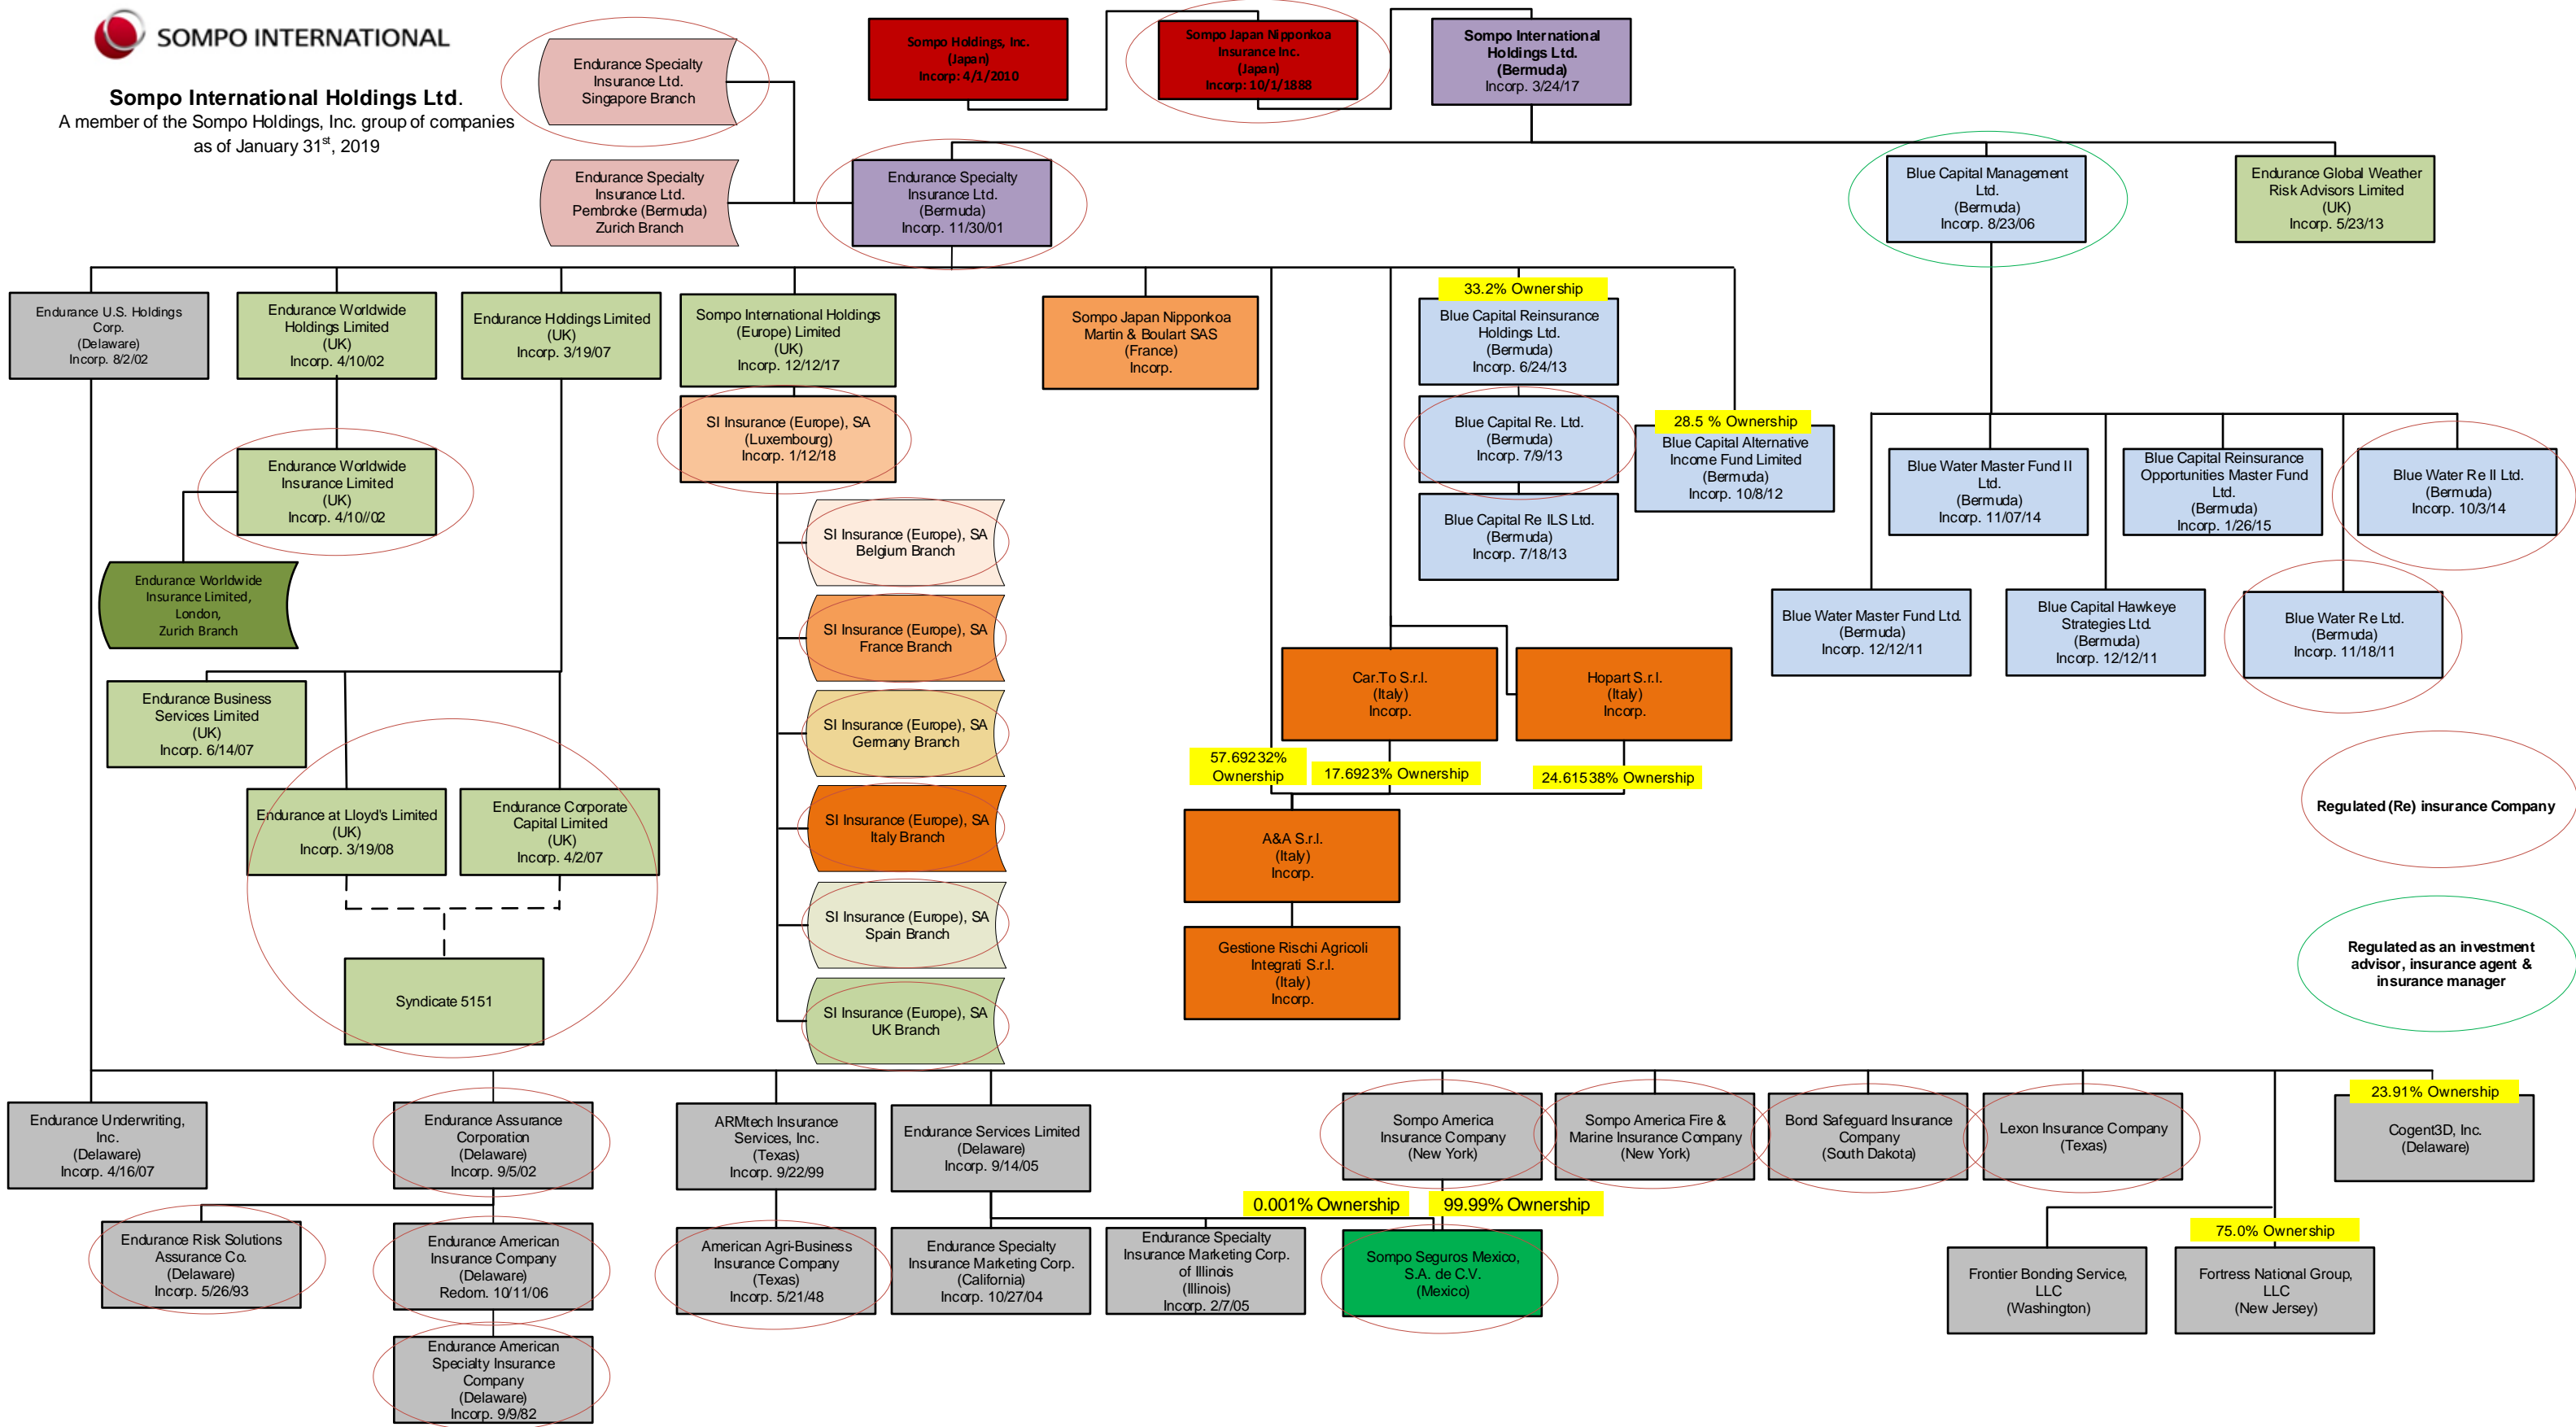 SOMPO INTERNATIONAL
Sompo International Holdings Ltd.
A member of the Sompo Holdings, Inc. group of companies
as of January 31st, 2019
Endurance Specialty
Insurance Ltd.
Singapore Branch
Sompo Holdings, Inc.
(Japan)
Incorp: 4/1/2010
Sompo Japan Nipponkoa
Insurance Inc.
(Japan)
Incorp: 10/1/1888
Sompo International
Holdings Ltd.
(Bermuda)
Incorp. 3/24/17
Endurance Specialty
Insurance Ltd.
Pembroke (Bermuda)
Zurich Branch
Endurance Specialty
Insurance Ltd.
(Bermuda)
Incorp. 11/30/01
Blue Capital Management
Ltd.
(Bermuda)
Incorp. 8/23/06
Endurance Global Weather
Risk Advisors Limited
(UK)
Incorp. 5/23/13
Endurance U.S. Holdings
Corp.
(Delaware)
Incorp. 8/2/02
Endurance Worldwide
Holdings Limited
(UK)
Incorp. 4/10/02
Endurance Holdings Limited
(UK)
Incorp. 3/19/07
Sompo International Holdings
(Europe) Limited
(UK)
Incorp. 12/12/17
Sompo Japan Nipponkoa
Martin & Boulart SAS
(France)
Incorp.
33.2% Ownership
Blue Capital Reinsurance
Holdings Ltd.
(Bermuda)
Incorp. 6/24/13
SI Insurance (Europe), SA
(Luxembourg)
Incorp. 1/12/18
Blue Capital Re. Ltd.
(Bermuda)
Incorp. 7/9/13
28.5 % Ownership
Blue Capital Alternative
Income Fund Limited
(Bermuda)
Incorp. 10/8/12
Endurance Worldwide
Insurance Limited
(UK)
Incorp. 4/10//02
Blue Water Master Fund II
Ltd.
(Bermuda)
Incorp. 11/07/14
Blue Capital Reinsurance
Opportunities Master Fund
Ltd.
(Bermuda)
Incorp. 1/26/15
Blue Water Re II Ltd.
(Bermuda)
Incorp. 10/3/14
Blue Capital Re ILS Ltd.
(Bermuda)
Incorp. 7/18/13
SI Insurance (Europe), SA
Belgium Branch
Endurance Worldwide
Insurance Limited,
London,
Zurich Branch
SI Insurance (Europe), SA
France Branch
Blue Water Master Fund Ltd.
(Bermuda)
Incorp. 12/12/11
Blue Capital Hawkeye
Strategies Ltd.
(Bermuda)
Incorp. 12/12/11
Blue Water Re Ltd.
(Bermuda)
Incorp. 11/18/11
Endurance Business
Services Limited
(UK)
Incorp. 6/14/07
SI Insurance (Europe), SA
Germany Branch
Car.To S.r.l.
(Italy)
Incorp.
Hopart S.r.l.
(Italy)
Incorp.
57.69232%
Ownership
17.6923% Ownership
24.61538% Ownership
Regulated (Re) insurance Company
Endurance at Lloyd's Limited
(UK)
Incorp. 3/19/08
Endurance Corporate
Capital Limited
(UK)
Incorp. 4/2/07
SI Insurance (Europe), SA
Italy Branch
A&A S.r.l.
(Italy)
Incorp.
SI Insurance (Europe), SA
Spain Branch
Gestione Rischi Agricoli
Integrati S.r.l.
(Italy)
Incorp.
Regulated as an investment
advisor, insurance agent &
insurance manager
Syndicate 5151
SI Insurance (Europe), SA
UK Branch
Endurance Underwriting,
Inc.
(Delaware)
Incorp. 4/16/07
Endurance Assurance
Corporation
(Delaware)
Incorp. 9/5/02
ARMtech Insurance
Services, Inc.
(Texas)
Incorp. 9/22/99
Endurance Services Limited
(Delaware)
Incorp. 9/14/05
Sompo America
Insurance Company
(New York)
Sompo America Fire &
Marine Insurance Company
(New York)
Bond Safeguard Insurance
Company
(South Dakota)
Lexon Insurance Company
(Texas)
23.91% Ownership
Cogent3D, Inc.
(Delaware)
0.001% Ownership
99.99% Ownership
Endurance Risk Solutions
Assurance Co.
(Delaware)
Incorp. 5/26/93
Endurance American
Insurance Company
(Delaware)
Redom. 10/11/06
American Agri-Business
Insurance Company
(Texas)
Incorp. 5/21/48
Endurance Specialty
Insurance Marketing Corp.
(California)
Incorp. 10/27/04
Endurance Specialty
Insurance Marketing Corp.
of Illinois
(Illinois)
Incorp. 2/7/05
Sompo Seguros Mexico,
S.A. de C.V.
(Mexico)
75.0% Ownership
Frontier Bonding Service,
LLC
(Washington)
Fortress National Group,
LLC
(New Jersey)
Endurance American
Specialty Insurance
Company
(Delaware)
Incorp. 9/9/82